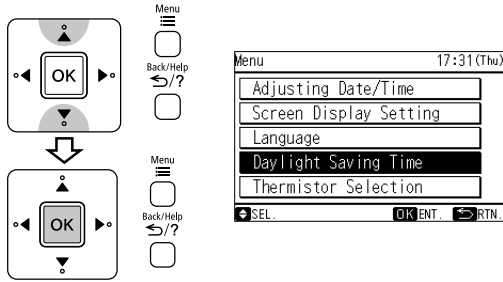 Menu
OK
Back/Help
/?
Menu 17:31(Thu)
Adjusting Date/Time
Screen Display Setting
Language
Daylight Saving Time
Thermistor Selection
SEL. OK ENT. RTN.
Menu
OK
Back/Help
/?